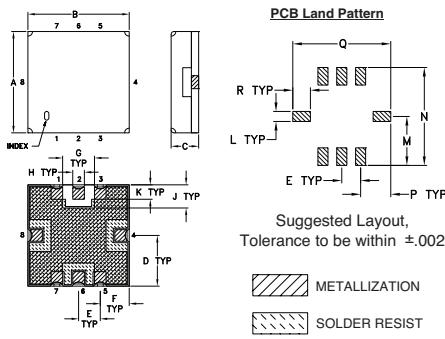 PCB Land Pattern
B
7 6 5
A
8
4
INDEX
1 2 3
C
G
TYP
H TYP
1 2 3
K
TYP
J TYP
8
4
D
TYP
7
6
5
E
TYP
F
TYP
Q
R TYP
L TYP
N
M
E TYP
P TYP
Suggested Layout,
Tolerance to be within ±.002
METALLIZATION
SOLDER RESIST